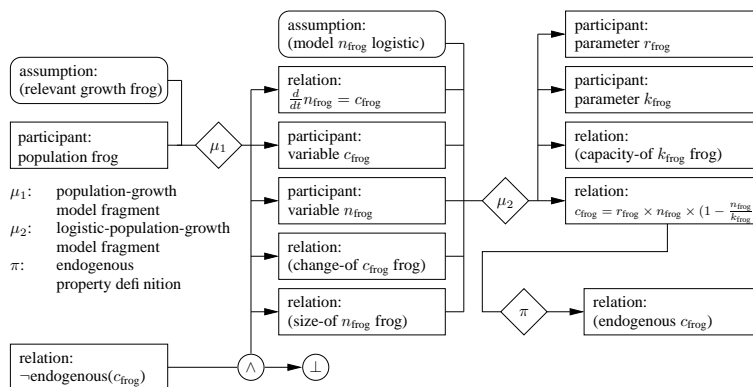 assumption:
(relevant growth frog)
participant:
population frog
μ1
μ1: population-growth
model fragment
μ2: logistic-population-growth
model fragment
π: endogenous
property definition
relation:
¬endogenous(c_frog)
∧
⊥
assumption:
(model n_frog logistic)
relation:
d/dt n_frog = c_frog
participant:
variable c_frog
participant:
variable n_frog
relation:
(change-of c_frog frog)
relation:
(size-of n_frog frog)
μ2
participant:
parameter r_frog
participant:
parameter k_frog
relation:
(capacity-of k_frog frog)
relation:
c_frog = r_frog × n_frog × (1 − n_frog/k_frog
π
relation:
(endogenous c_frog)